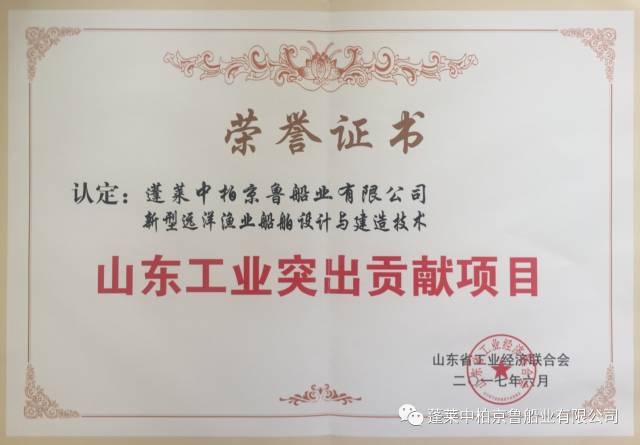 荣誉证书
认定：蓬莱中柏京鲁船业有限公司
新型远洋渔业船舶设计与建造技术
山东工业突出贡献项目
山东省工业经济联合会
二〇一七年六月
蓬莱中柏京鲁船业有限公司